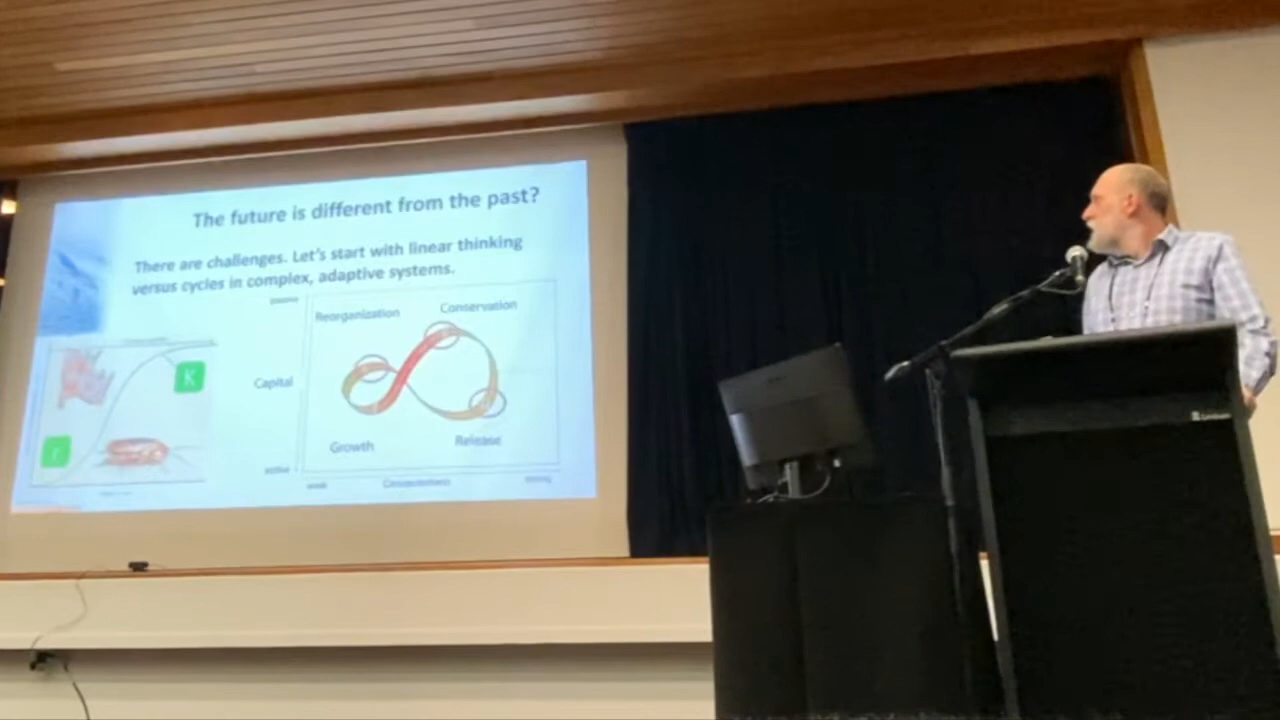 The future is different from the past?
There are challenges. Let's start with linear thinking
versus cycles in complex, adaptive systems.
Reorganization
Conservation
K
Capital
r
Growth
Release
Connectedness